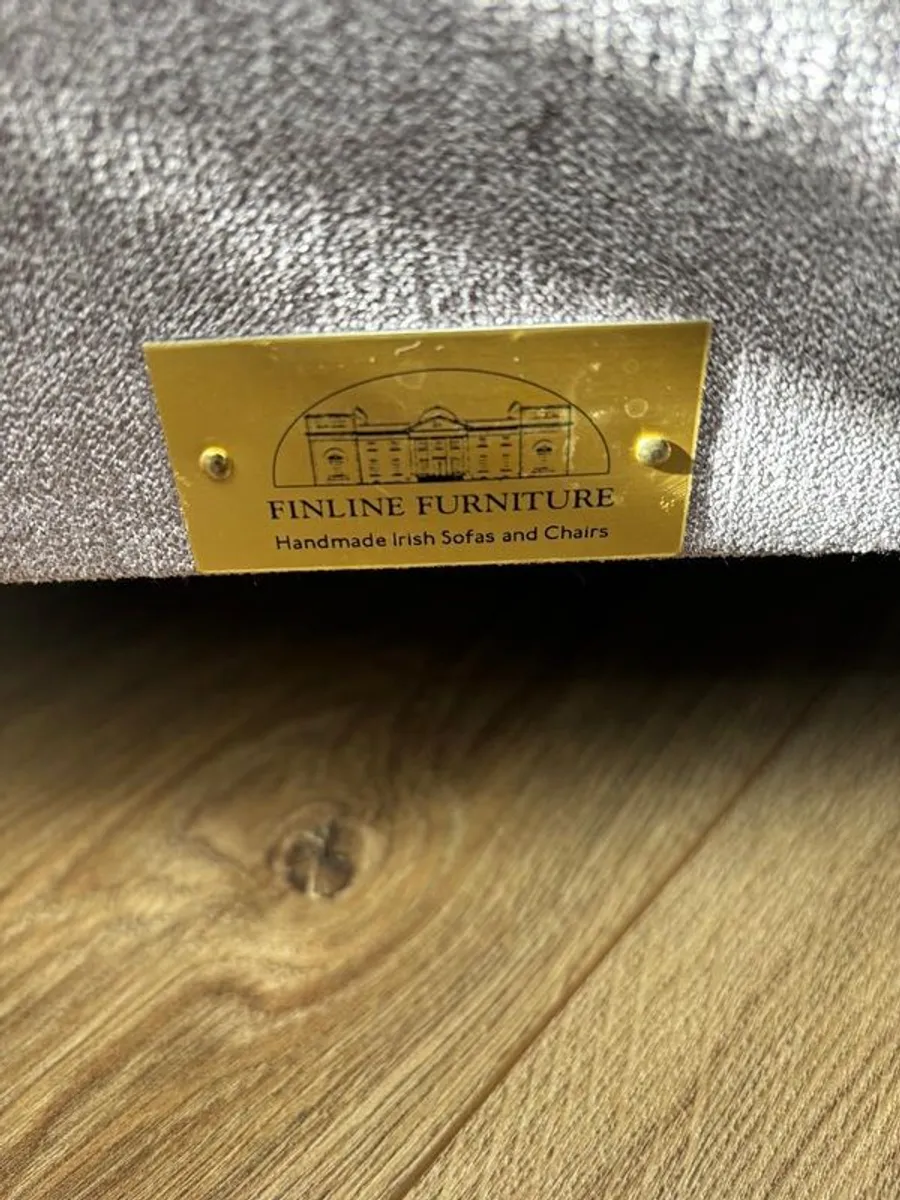 FINLINE FURNITURE
Handmade Irish Sofas and Chairs